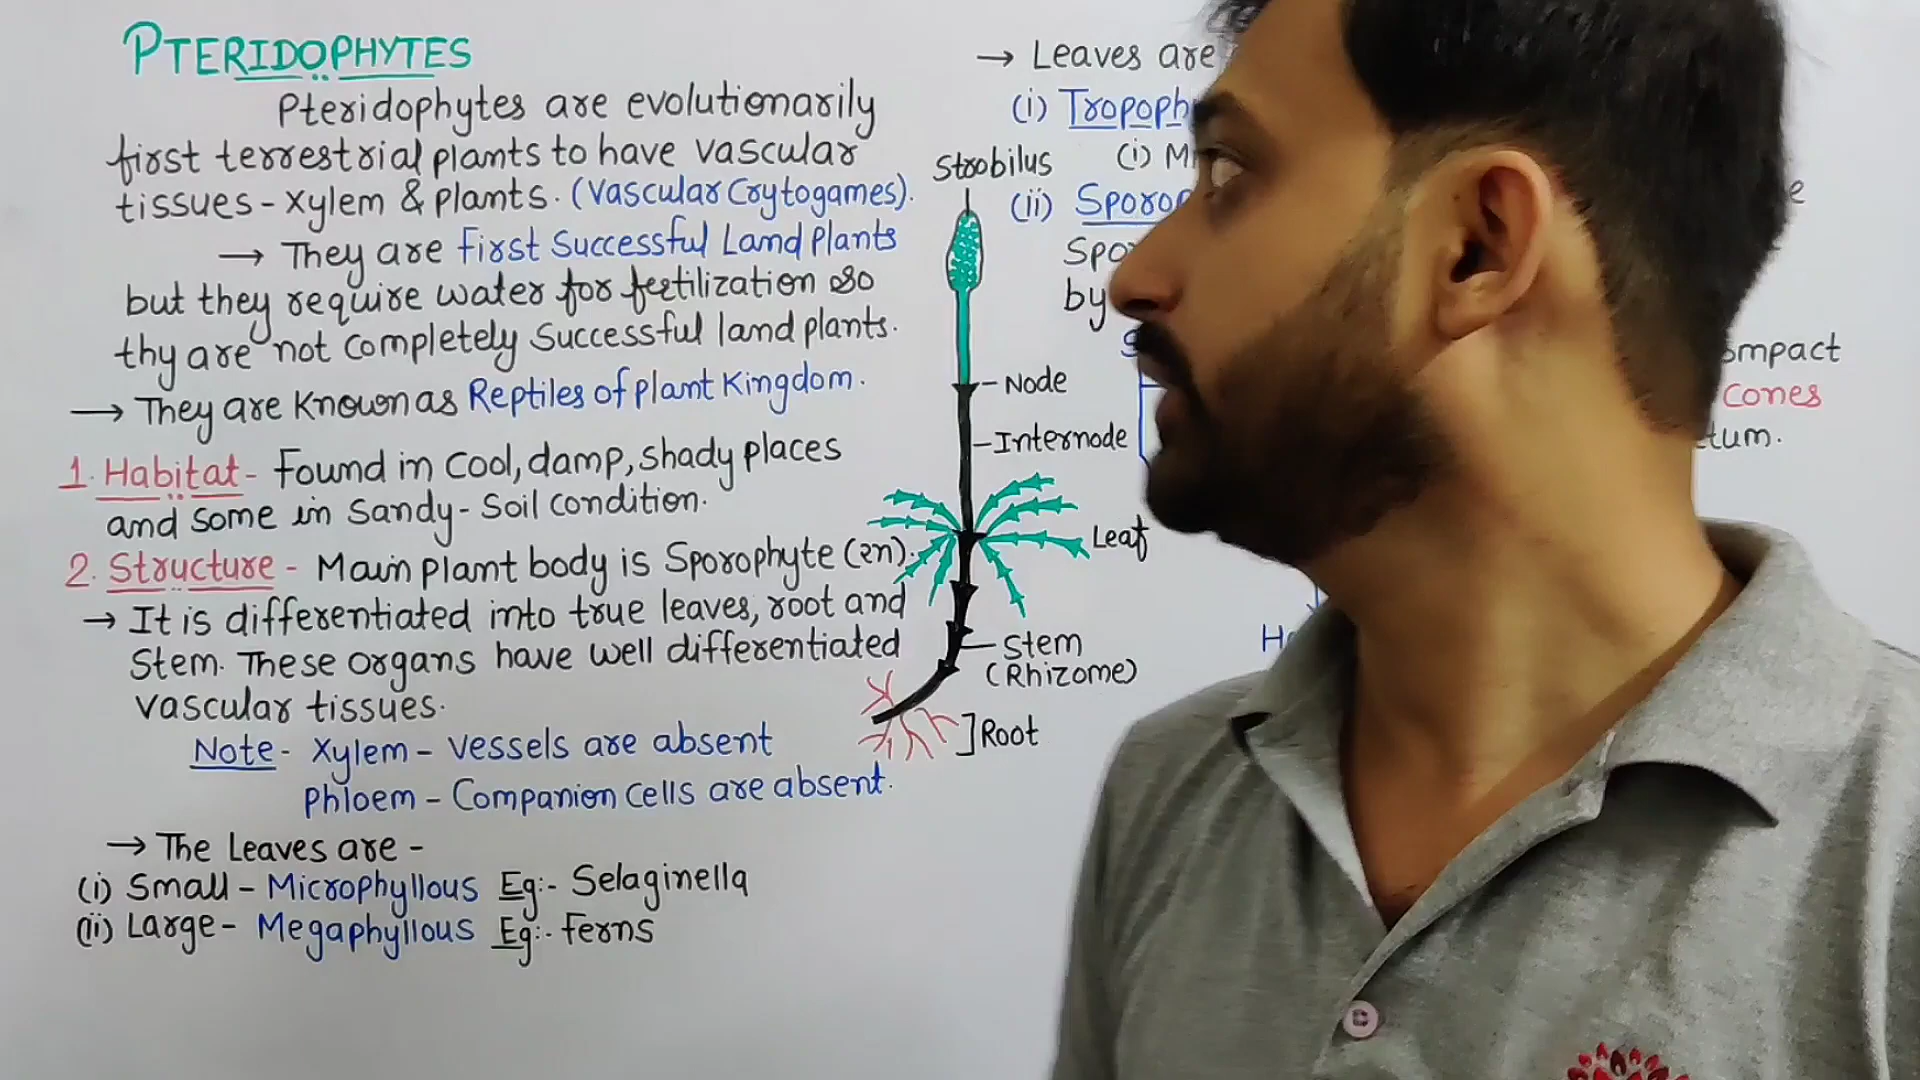 PTERIDOPHYTES
Pteridophytes are evolutionarily
first terrestrial plants to have vascular
tissues - xylem & plants. (Vascular Crytogames).
→ They are First Successful Land Plants
but they require water for fertilization so
thy are not completely successful land plants.
→ They are known as Reptiles of plant kingdom.
1. Habitat - Found in cool, damp, shady places
and some in sandy - soil condition.
2. Structure - Main plant body is Sporophyte (2n).
→ It is differentiated into true leaves, root and
stem. These organs have well differentiated
vascular tissues.
Note - Xylem - Vessels are absent
Phloem - Companion cells are absent.
→ The Leaves are -
(i) Small - Microphyllous Eg:- Selaginella
(ii) Large - Megaphyllous Eg:- Ferns
Strobilus
- Node
- Internode
Leaf
Stem
(Rhizome)
Root
→ Leaves are
(i)
(i)
(ii)
by
Cones